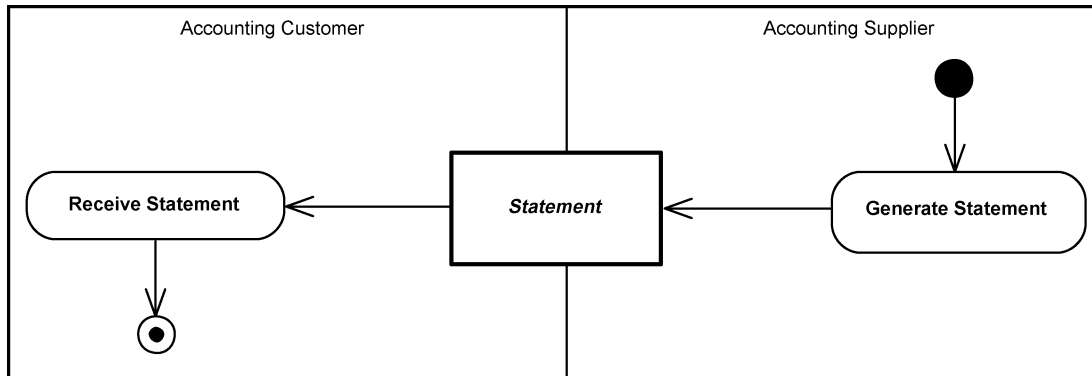 Accounting Customer
Accounting Supplier
Receive Statement
Statement
Generate Statement